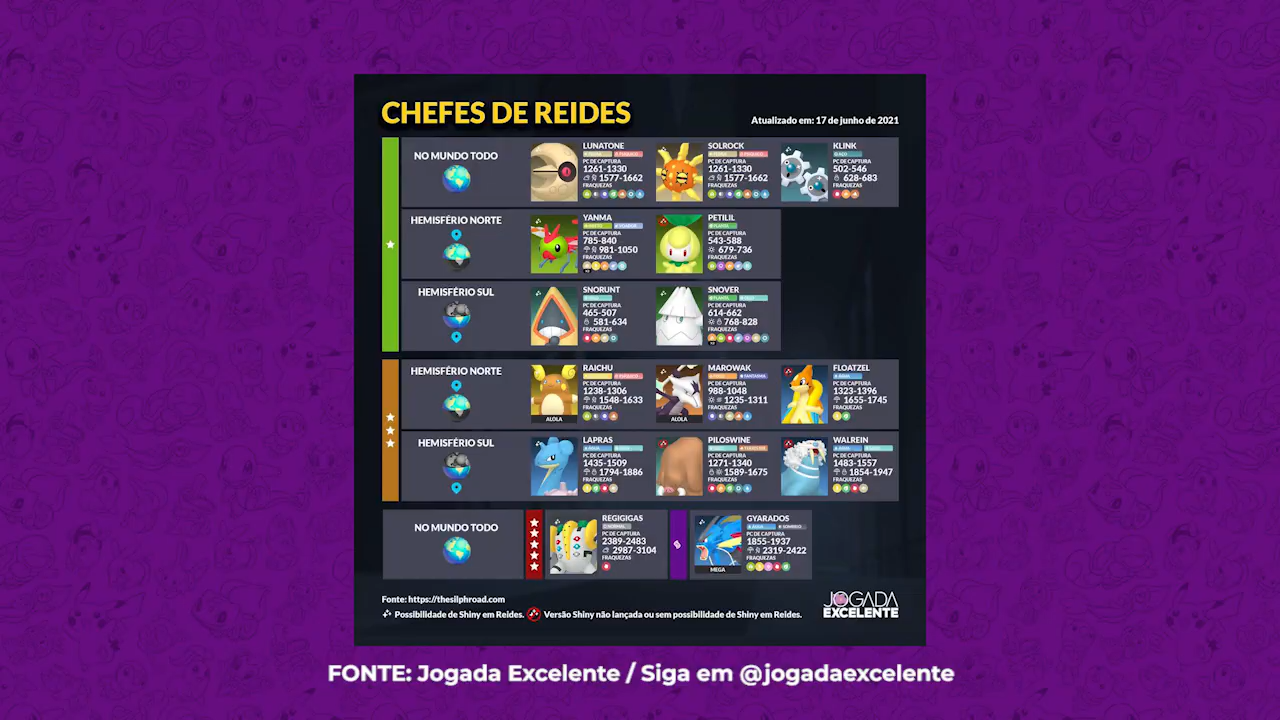 CHEFES DE REIDES
Atualizado em: 17 de junho de 2021
NO MUNDO TODO
LUNATONE
PC DE CAPTURA
1261-1330
1577-1662
FRAQUEZAS
SOLROCK
PC DE CAPTURA
1261-1330
1577-1662
FRAQUEZAS
KLINK
PC DE CAPTURA
502-546
628-683
FRAQUEZAS
HEMISFÉRIO NORTE
YANMA
PC DE CAPTURA
785-840
981-1050
FRAQUEZAS
PETILIL
PLANTA
PC DE CAPTURA
543-588
679-736
FRAQUEZAS
HEMISFÉRIO SUL
SNORUNT
PC DE CAPTURA
465-507
581-634
FRAQUEZAS
SNOVER
PLANTA
PC DE CAPTURA
614-662
768-828
FRAQUEZAS
HEMISFÉRIO NORTE
RAICHU
PC DE CAPTURA
1238-1306
1548-1633
FRAQUEZAS
ALOLA
MAROWAK
FANTASMA
PC DE CAPTURA
988-1048
1235-1311
FRAQUEZAS
ALOLA
FLOATZEL
PC DE CAPTURA
1323-1396
1655-1745
FRAQUEZAS
HEMISFÉRIO SUL
LAPRAS
PC DE CAPTURA
1435-1509
1794-1886
FRAQUEZAS
PILOSWINE
PC DE CAPTURA
1271-1340
1589-1675
FRAQUEZAS
WALREIN
PC DE CAPTURA
1483-1557
1854-1947
FRAQUEZAS
NO MUNDO TODO
REGIGIGAS
NORMAL
PC DE CAPTURA
2389-2483
2987-3104
FRAQUEZAS
GYARADOS
ÁGUA
SOMBRIO
PC DE CAPTURA
1855-1937
2319-2422
FRAQUEZAS
MEGA
Fonte: https://thesilphroad.com
Possibilidade de Shiny em Reides. Versão Shiny não lançada ou sem possibilidade de Shiny em Reides.
JOGADA
EXCELENTE
FONTE: Jogada Excelente / Siga em @jogadaexcelente